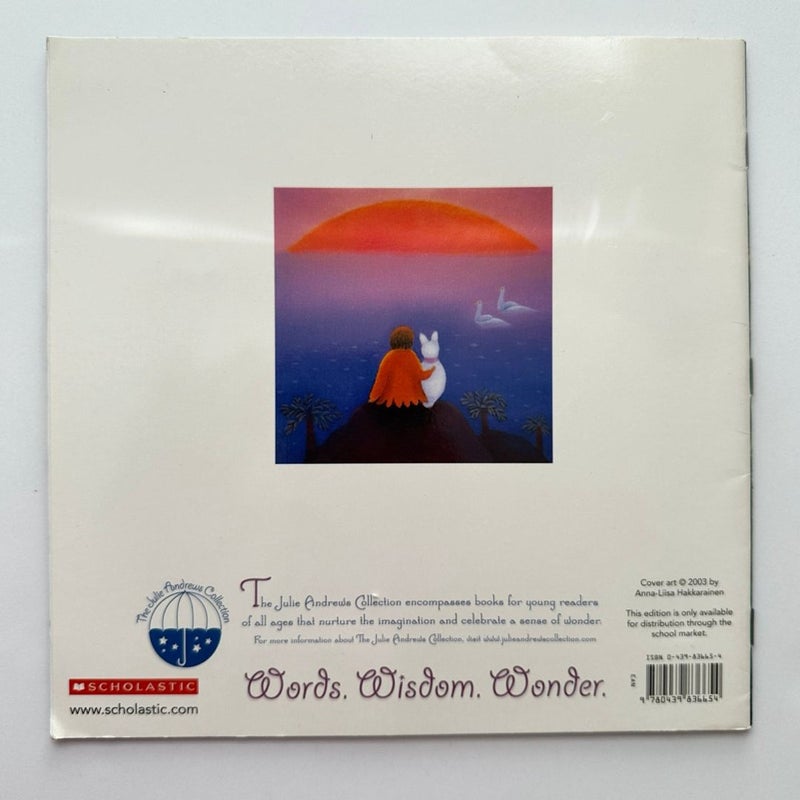 The Julie Andrews Collection
SCHOLASTIC
www.scholastic.com
The Julie Andrews Collection encompasses books for young readers
of all ages that nurture the imagination and celebrate a sense of wonder.
For more information about The Julie Andrews Collection, visit www.julieandrewscollection.com
Words. Wisdom. Wonder.
Cover art © 2003 by
Anna-Liisa Hakkarainen
This edition is only available
for distribution through the
school market.
ISBN 0-439-83665-4
EAN
9 780439 836654